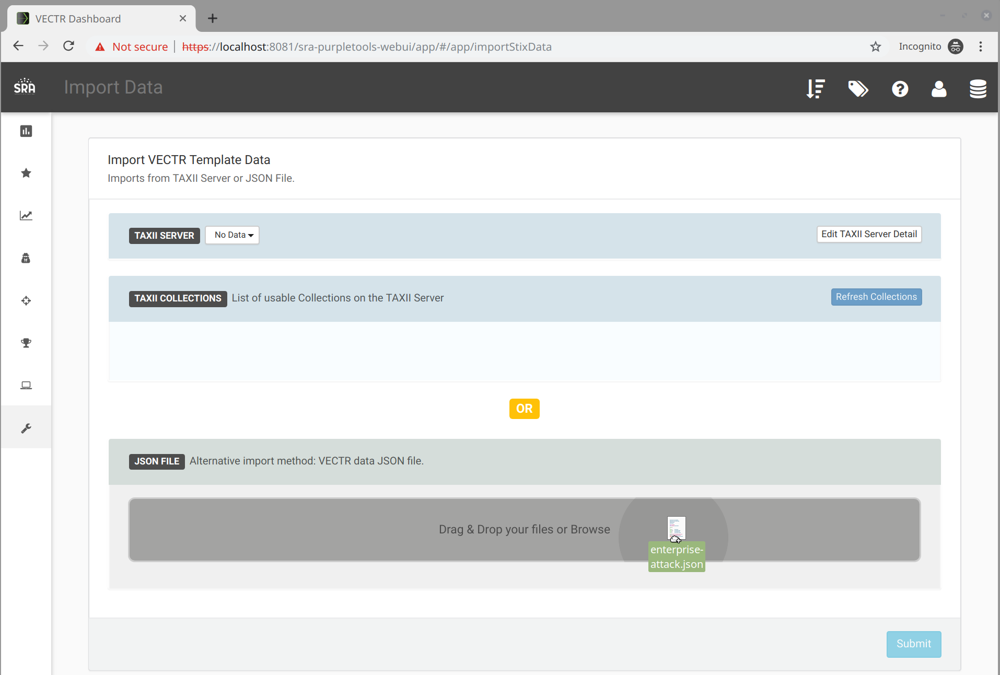 VECTR Dashboard
Not secure https://localhost:8081/sra-purpletools-webui/app/#/app/importStixData
Incognito
SRA
Import Data
Import VECTR Template Data
Imports from TAXII Server or JSON File.
TAXII SERVER No Data Edit TAXII Server Detail
TAXII COLLECTIONS List of usable Collections on the TAXII Server Refresh Collections
OR
JSON FILE Alternative import method: VECTR data JSON file.
Drag & Drop your files or Browse
enterprise-
attack.json
Submit